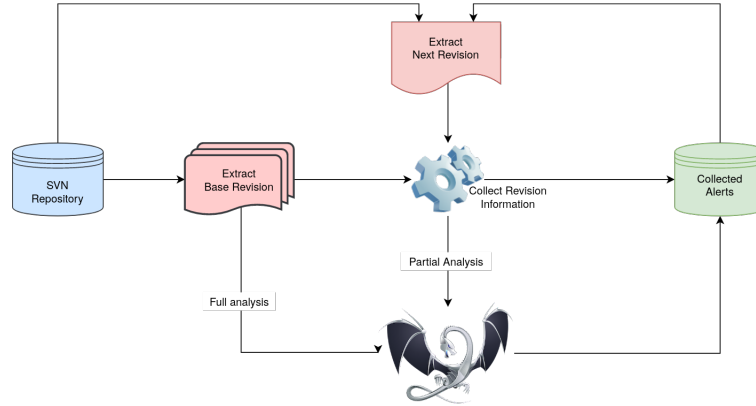 Extract
Next Revision
SVN
Repository
Extract
Base Revision
Collect Revision
Information
Collected
Alerts
Partial Analysis
Full analysis